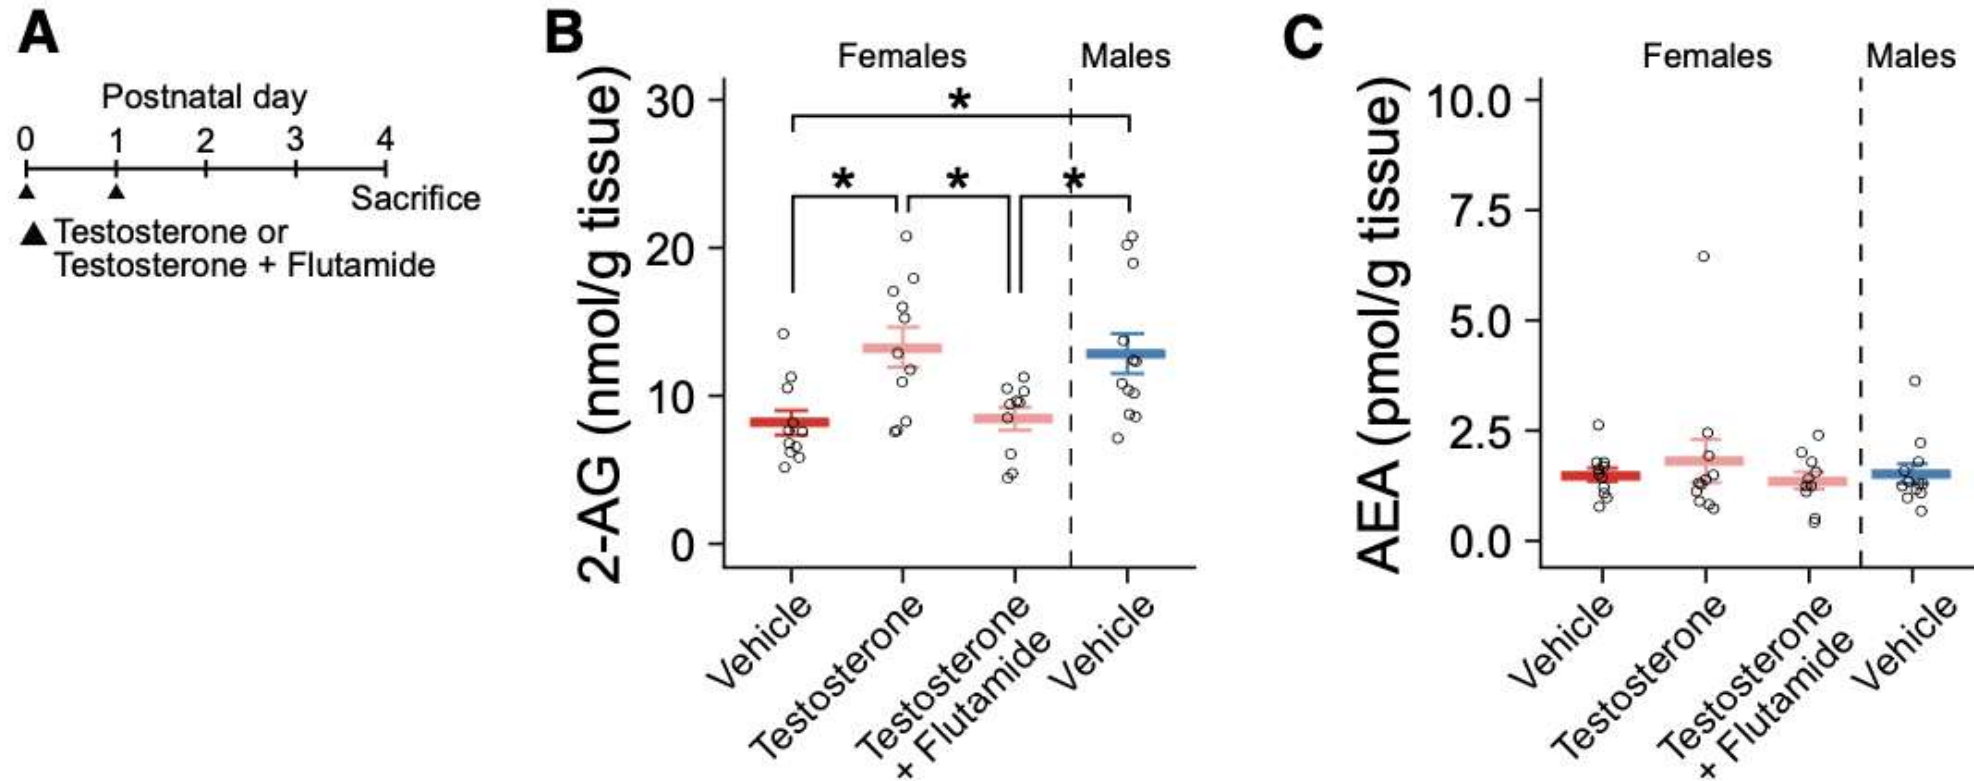 A
Postnatal day
0 1 2 3 4
Sacrifice
▲ Testosterone or
Testosterone + Flutamide
B
Females Males
2-AG (nmol/g tissue)
30
20
10
0
*
* * *
Vehicle
Testosterone
Testosterone
+ Flutamide
Vehicle
C
Females Males
AEA (pmol/g tissue)
10.0
7.5
5.0
2.5
0.0
Vehicle
Testosterone
Testosterone
+ Flutamide
Vehicle